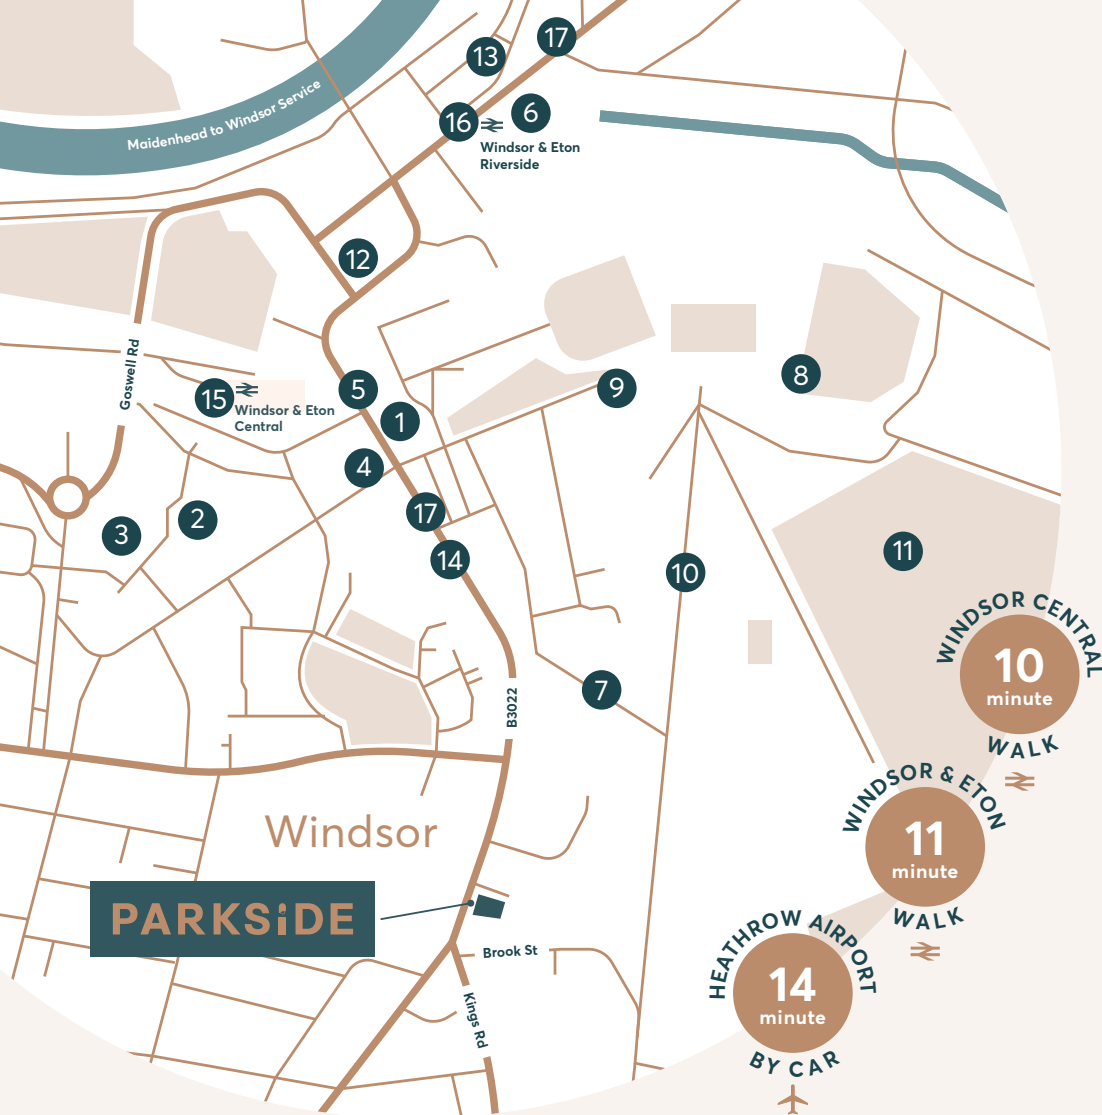 17
13
6
16
Windsor & Eton
Riverside
Maidenhead to Windsor Service
12
Goswell Rd
15
Windsor & Eton
Central
5
1
9
8
4
17
2
3
14
11
10
7
B3022
WINDSOR CENTRAL
10
minute
WALK
WINDSOR & ETON
11
minute
WALK
Windsor
PARKSiDE
Brook St
Kings Rd
HEATHROW AIRPORT
14
minute
BY CAR